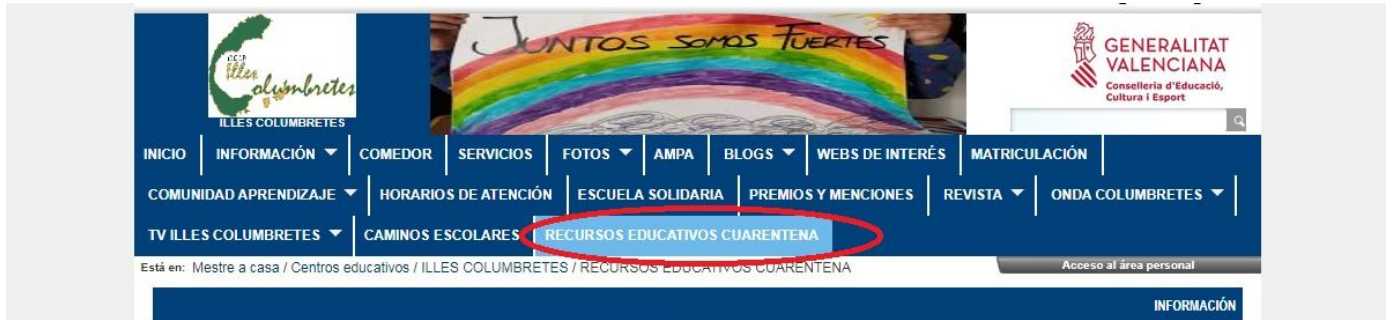 JUNTOS SOMOS FUERTES
CEIP
Illes
Columbretes
ILLES COLUMBRETES
GENERALITAT
VALENCIANA
Conselleria d'Educació,
Cultura i Esport
INICIO INFORMACIÓN COMEDOR SERVICIOS FOTOS AMPA BLOGS WEBS DE INTERÉS MATRICULACIÓN
COMUNIDAD APRENDIZAJE HORARIOS DE ATENCIÓN ESCUELA SOLIDARIA PREMIOS Y MENCIONES REVISTA ONDA COLUMBRETES
TV ILLES COLUMBRETES CAMINOS ESCOLARES RECURSOS EDUCATIVOS CUARENTENA
Está en: Mestre a casa / Centros educativos / ILLES COLUMBRETES / RECURSOS EDUCATIVOS CUARENTENA
Acceso al área personal
INFORMACIÓN